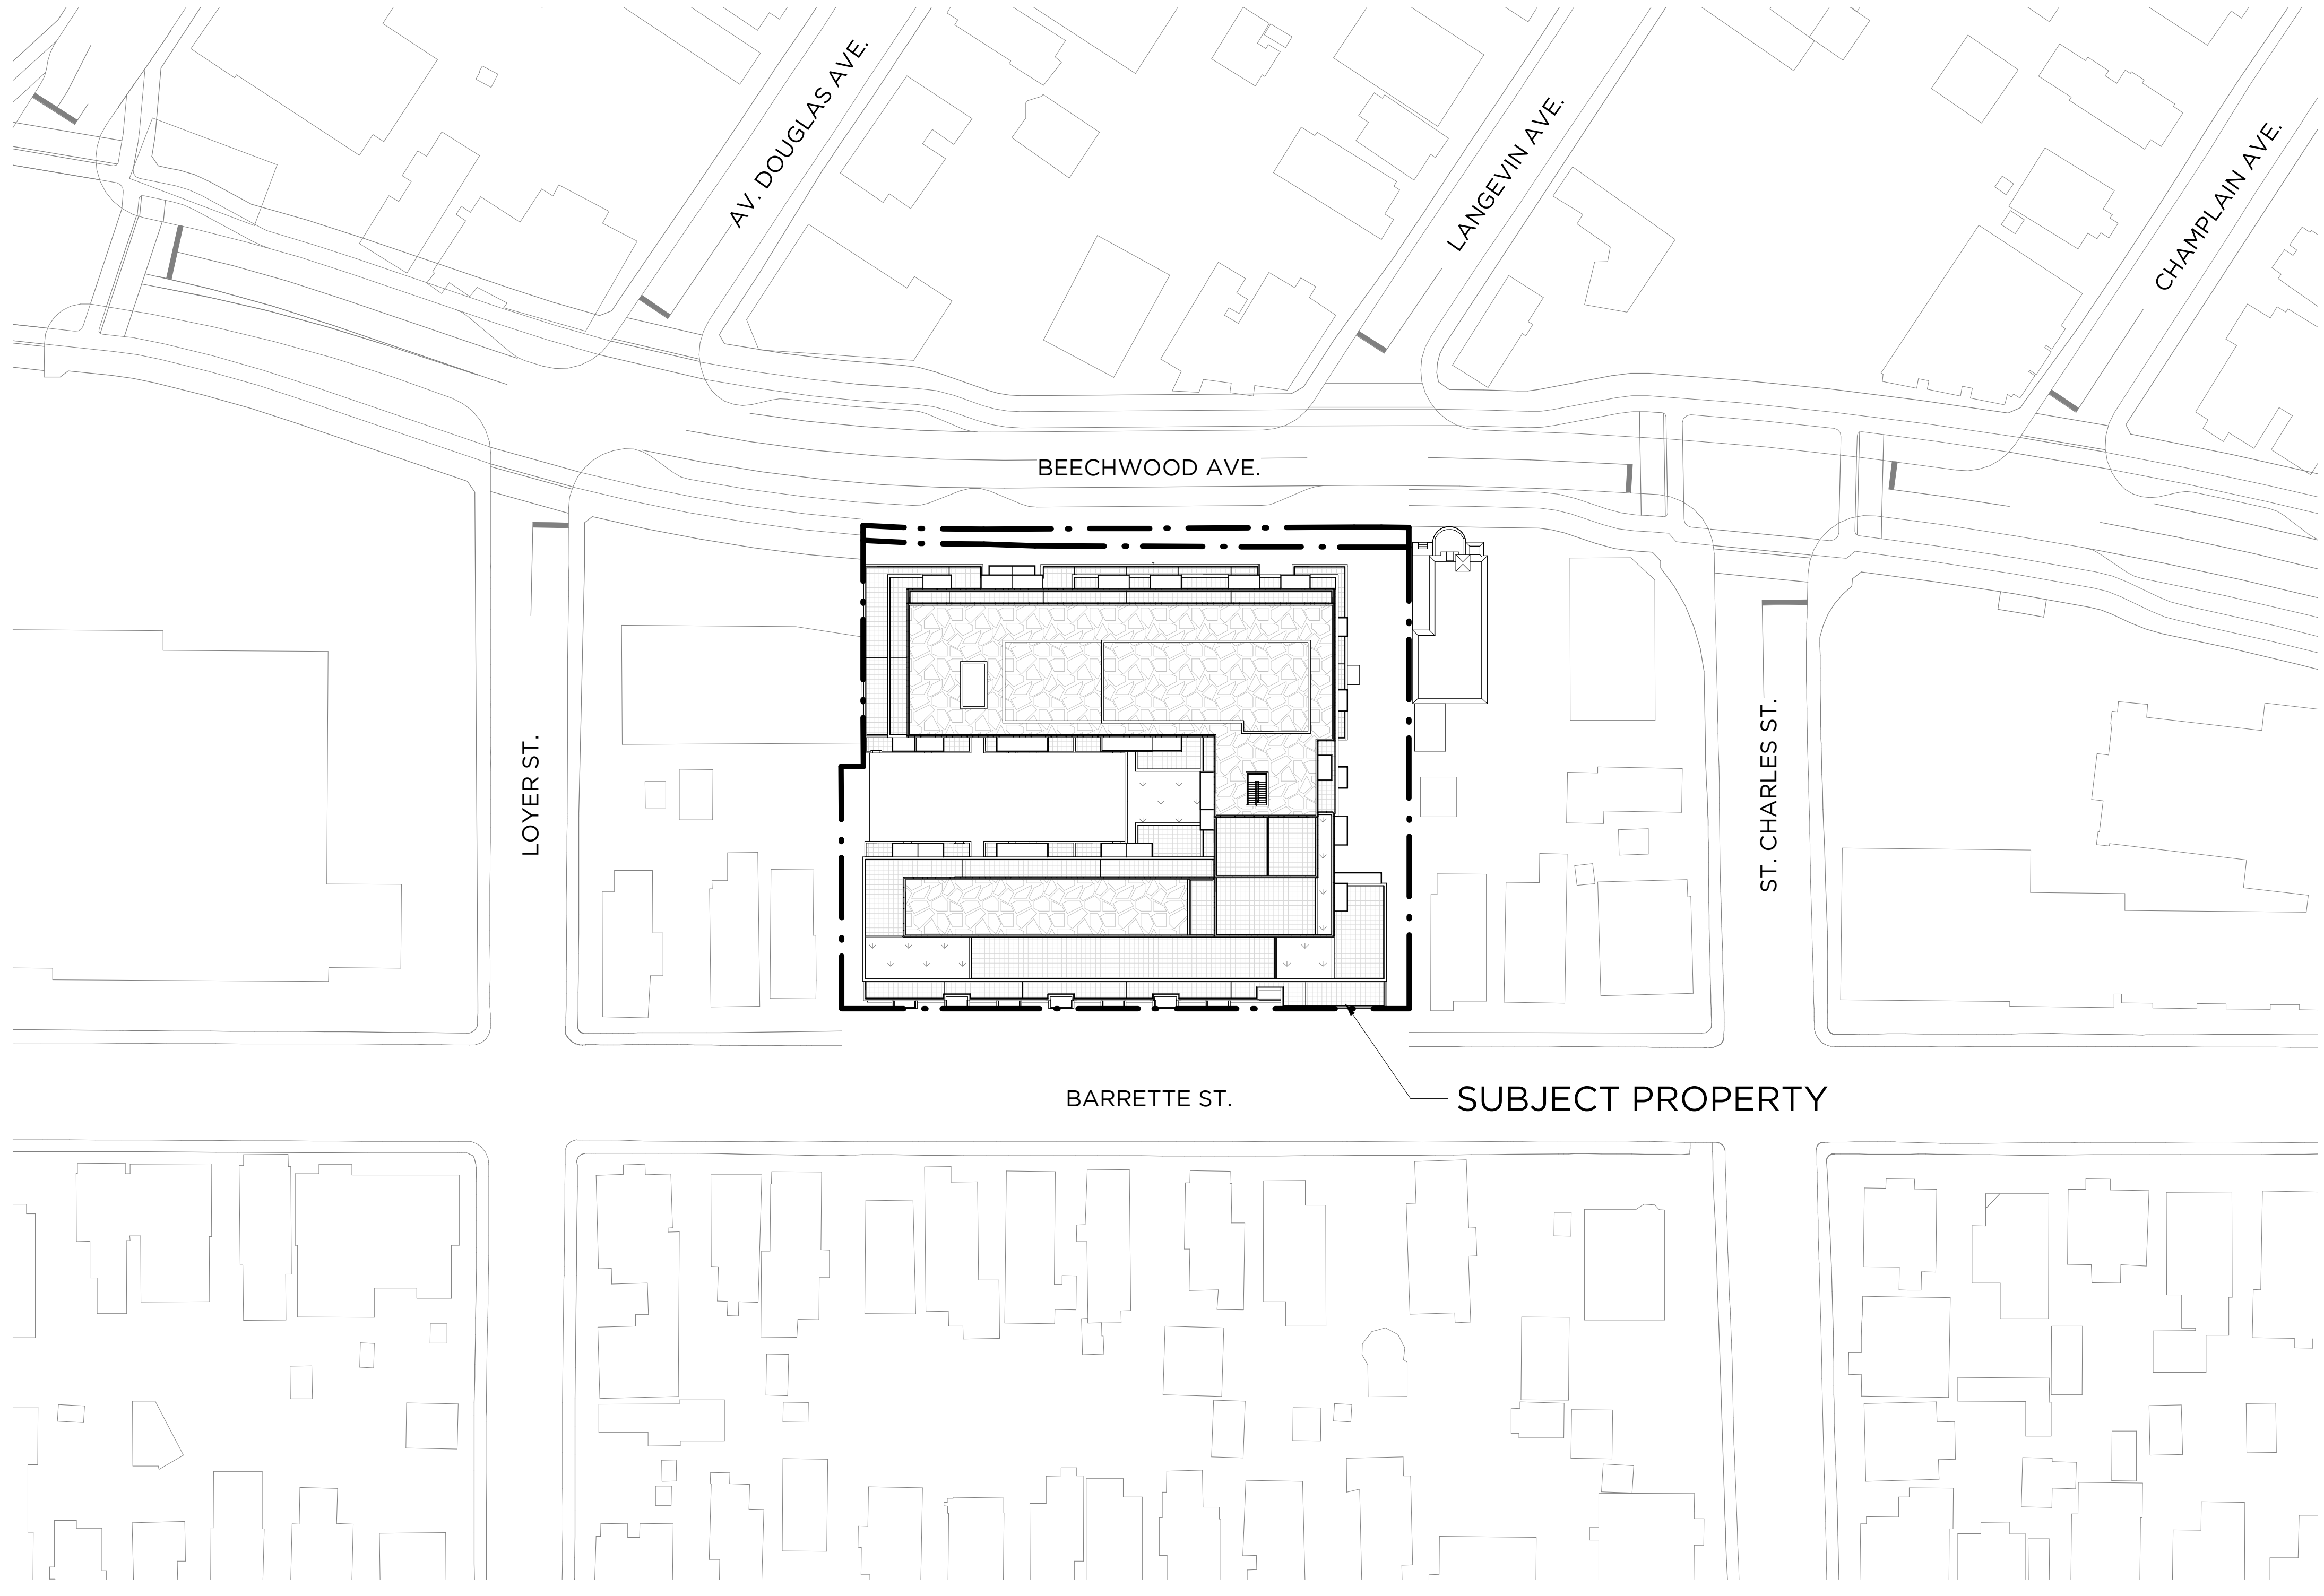 AV. DOUGLAS AVE.
LANGEVIN AVE.
CHAMPLAIN AVE.
BEECHWOOD AVE.
LOYER ST.
ST. CHARLES ST.
BARRETTE ST.
SUBJECT PROPERTY